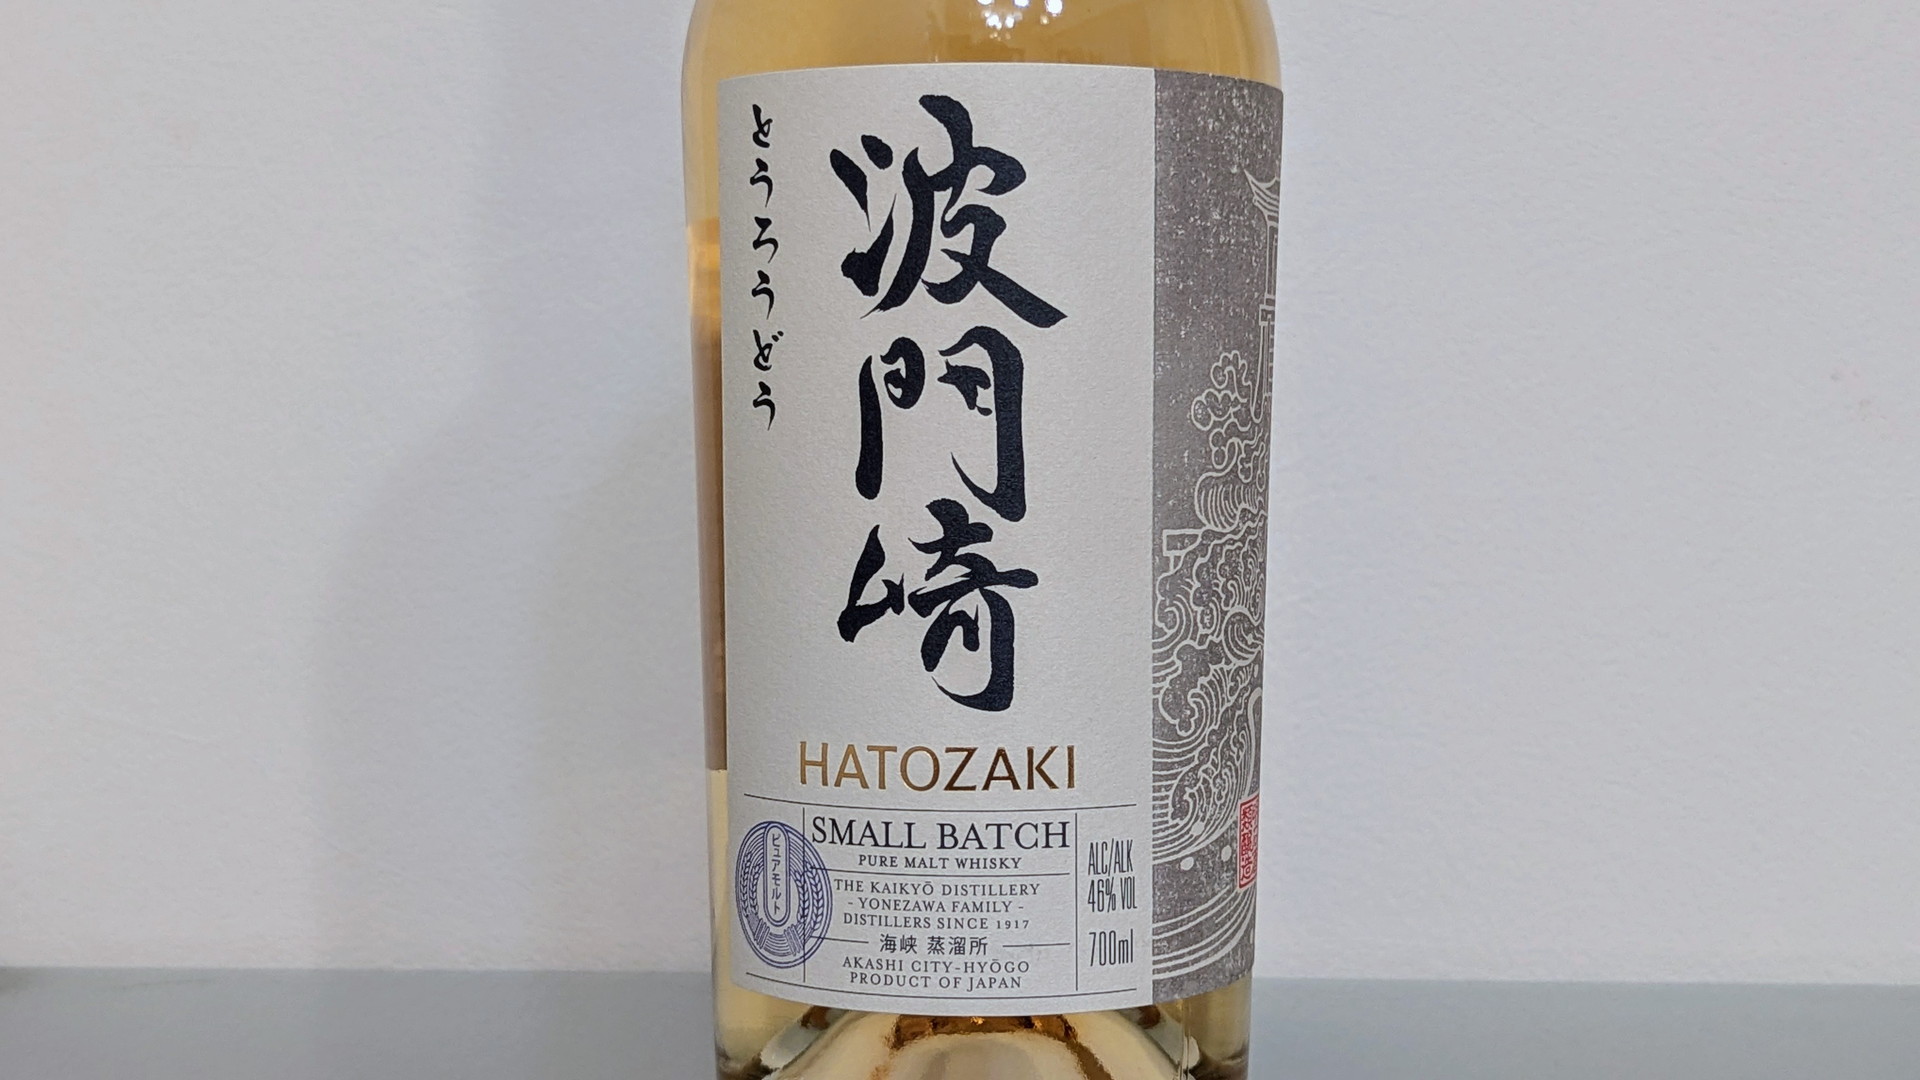 とうろうどう
波門崎
HATOZAKI
SMALL BATCH
PURE MALT WHISKY
THE KAIKYŌ DISTILLERY
- YONEZAWA FAMILY -
DISTILLERS SINCE 1917
海峡 蒸溜所
AKASHI CITY-HYŌGO
PRODUCT OF JAPAN
ピュアモルト
ALC/ALK
46% VOL
700ml